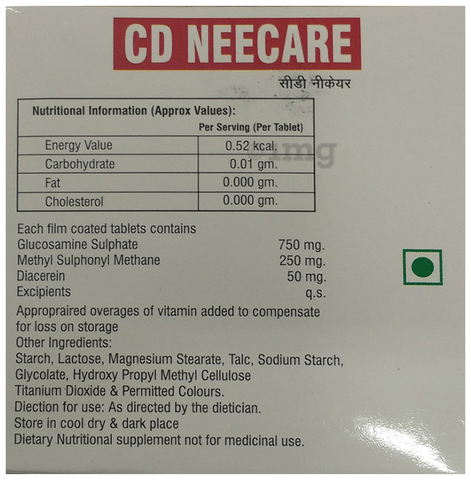 CD NEECARE
सीडी नीकेयर
Nutritional Information (Approx Values):
Per Serving (Per Tablet)
Energy Value 0.52 kcal.
Carbohydrate 0.01 gm.
Fat 0.000 gm.
Cholesterol 0.000 gm.
Each film coated tablets contains
Glucosamine Sulphate 750 mg.
Methyl Sulphonyl Methane 250 mg.
Diacerein 50 mg.
Excipients q.s.
Appropraired overages of vitamin added to compensate
for loss on storage
Other Ingredients:
Starch, Lactose, Magnesium Stearate, Talc, Sodium Starch,
Glycolate, Hydroxy Propyl Methyl Cellulose
Titanium Dioxide & Permitted Colours.
Diection for use: As directed by the dietician.
Store in cool dry & dark place
Dietary Nutritional supplement not for medicinal use.